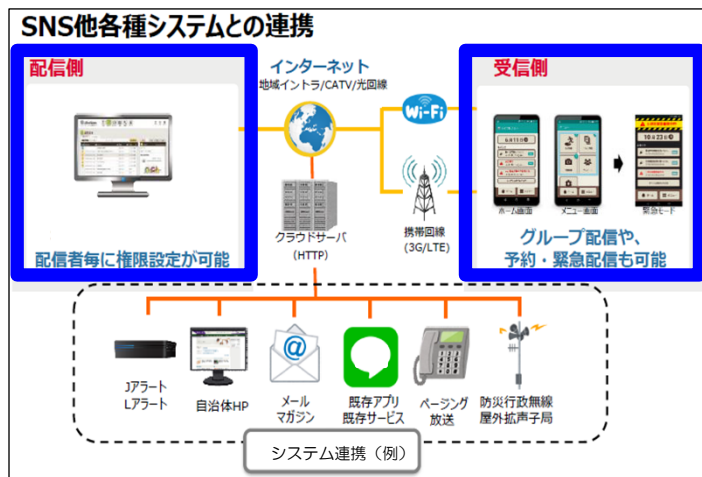 SNS他各種システムとの連携
配信側
インターネット
地域イントラ/CATV/光回線
受信側
Wi-Fi
10月23日
ホーム画面
メニュー画面
緊急モード
クラウドサーバ
(HTTP)
携帯回線
(3G/LTE)
配信者毎に権限設定が可能
グループ配信や、
予約・緊急配信も可能
Jアラート
Lアラート
自治体HP
メール
マガジン
既存アプリ
既存サービス
ページング
放送
防災行政無線
屋外拡声子局
システム連携（例）